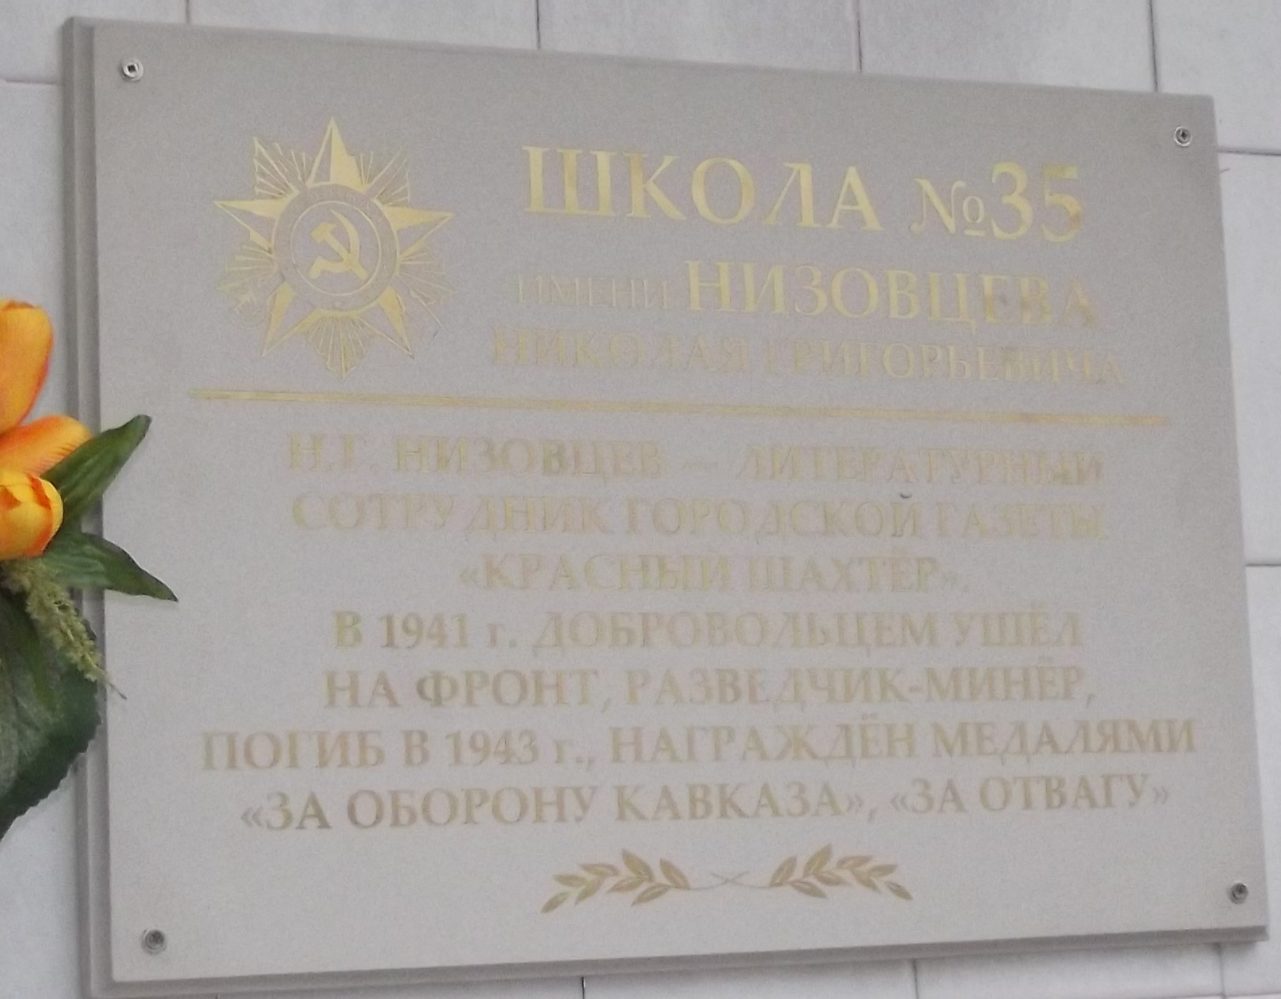 ШКОЛА №35
ИМЕНИ НИЗОВЦЕВА
НИКОЛАЯ ГРИГОРЬЕВИЧА
Н.Г. НИЗОВЦЕВ — ЛИТЕРАТУРНЫЙ
СОТРУДНИК ГОРОДСКОЙ ГАЗЕТЫ
«КРАСНЫЙ ШАХТЁР».
В 1941 г. ДОБРОВОЛЬЦЕМ УШЁЛ
НА ФРОНТ, РАЗВЕДЧИК-МИНЁР,
ПОГИБ В 1943 г., НАГРАЖДЁН МЕДАЛЯМИ
«ЗА ОБОРОНУ КАВКАЗА», «ЗА ОТВАГУ»